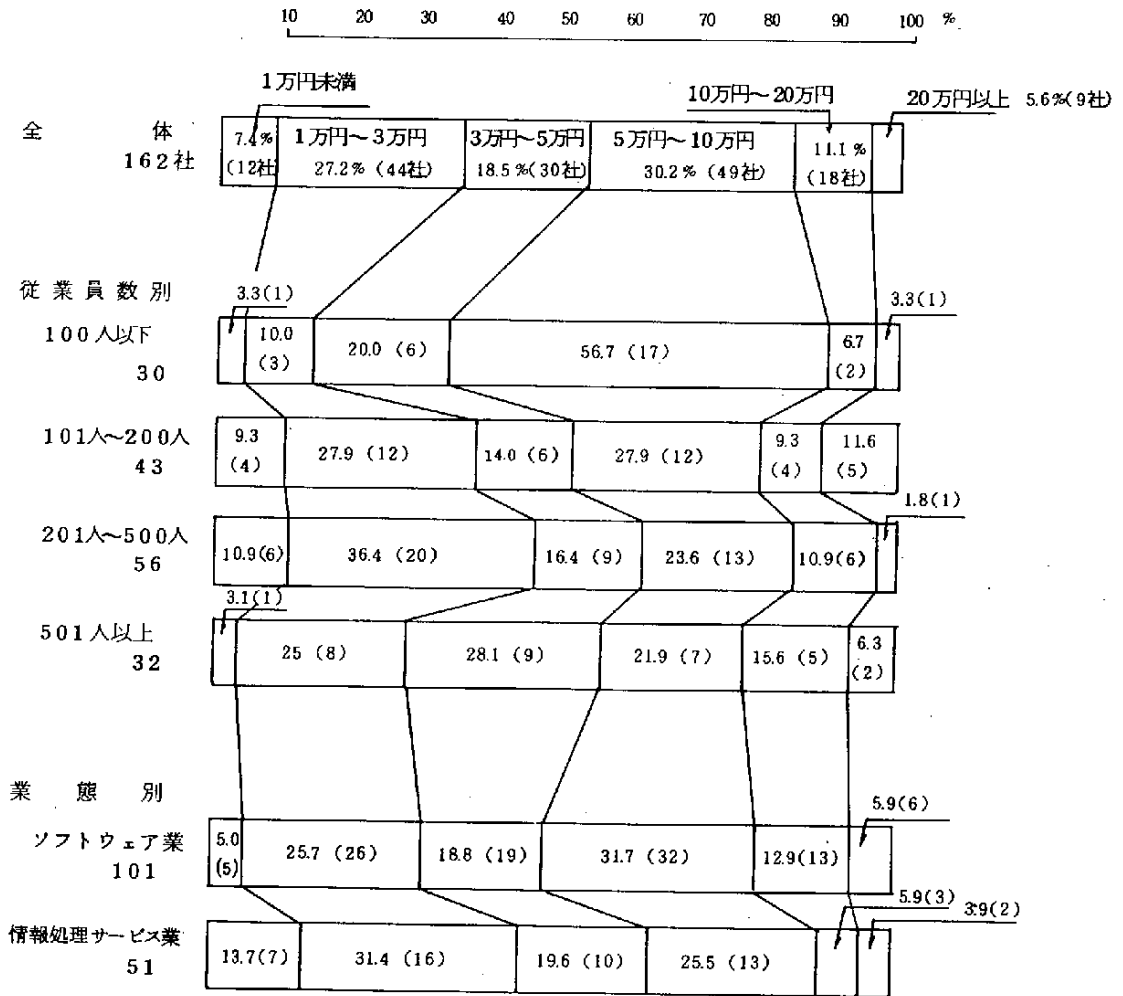 10 20 30 40 50 60 70 80 90 100 %
1万円未満
10万円～20万円
20万円以上 5.6%(9社)
全体
162社
7.4%
(12社)
1万円～3万円
27.2%(44社)
3万円～5万円
18.5%(30社)
5万円～10万円
30.2%(49社)
11.1%
(18社)
従業員数別
3.3(1)
3.3(1)
100人以下
30
10.0
(3)
20.0 (6)
56.7 (17)
6.7
(2)
101人～200人
43
9.3
(4)
27.9 (12)
14.0 (6)
27.9 (12)
9.3
(4)
11.6
(5)
1.8(1)
201人～500人
56
10.9(6)
36.4 (20)
16.4 (9)
23.6 (13)
10.9(6)
3.1(1)
501人以上
32
25 (8)
28.1 (9)
21.9 (7)
15.6 (5)
6.3
(2)
業態別
5.9(6)
ソフトウェア業
101
5.0
(5)
25.7 (26)
18.8 (19)
31.7 (32)
12.9(13)
5.9(3)
3.9(2)
情報処理サービス業
51
13.7(7)
31.4 (16)
19.6 (10)
25.5 (13)